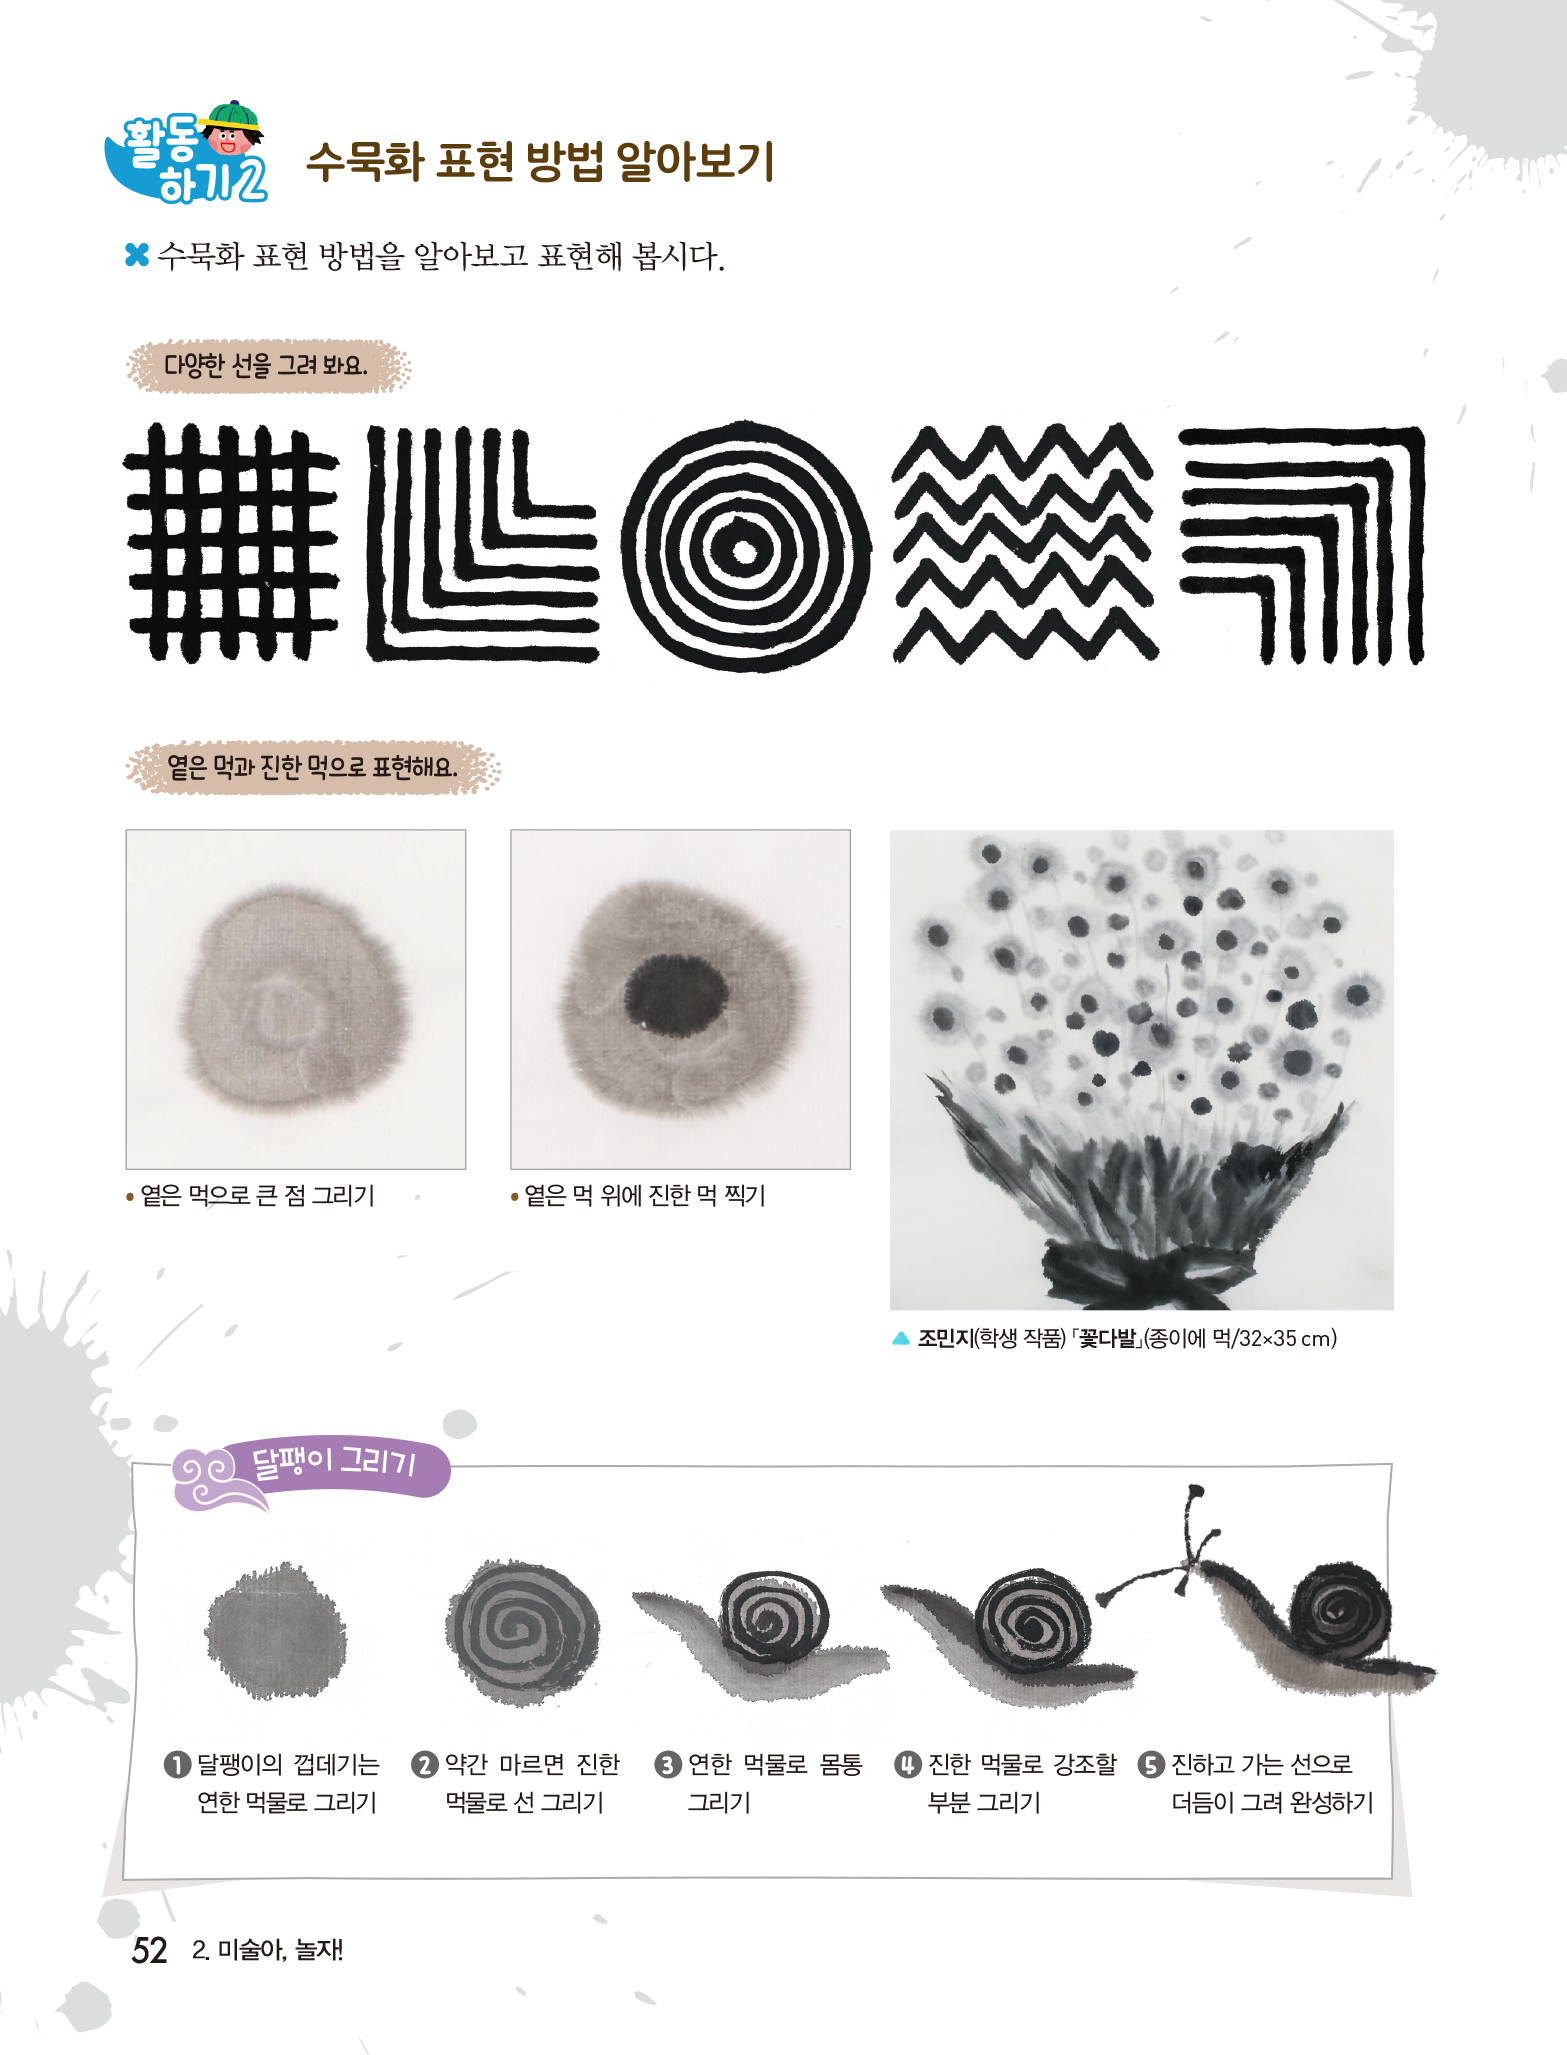 활동
하기 2
수묵화 표현 방법 알아보기
수묵화 표현 방법을 알아보고 표현해 봅시다.
다양한 선을 그려 봐요.
옅은 먹과 진한 먹으로 표현해요.
• 옅은 먹으로 큰 점 그리기
• 옅은 먹 위에 진한 먹 찍기
조민지(학생 작품) 「꽃다발」(종이에 먹/32×35 cm)
달팽이 그리기
❶ 달팽이의 껍데기는
연한 먹물로 그리기
❷ 약간 마르면 진한
먹물로 선 그리기
❸ 연한 먹물로 몸통
그리기
❹ 진한 먹물로 강조할
부분 그리기
❺ 진하고 가는 선으로
더듬이 그려 완성하기
52 2. 미술아, 놀자!